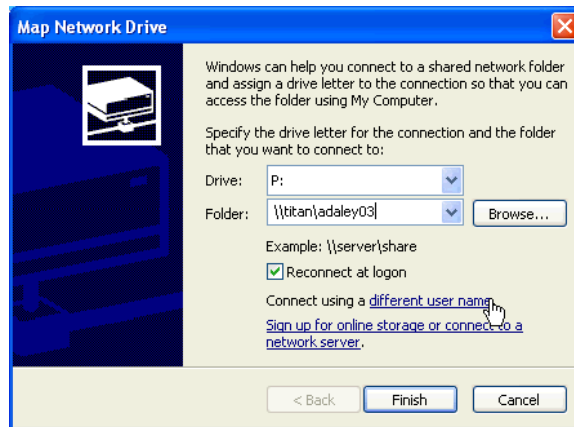 Map Network Drive
Windows can help you connect to a shared network folder
and assign a drive letter to the connection so that you can
access the folder using My Computer.
Specify the drive letter for the connection and the folder
that you want to connect to:
Drive: P:
Folder: \\titan\adaley03 Browse...
Example: \\server\share
Reconnect at logon
Connect using a different user name.
Sign up for online storage or connect to a
network server.
< Back Finish Cancel